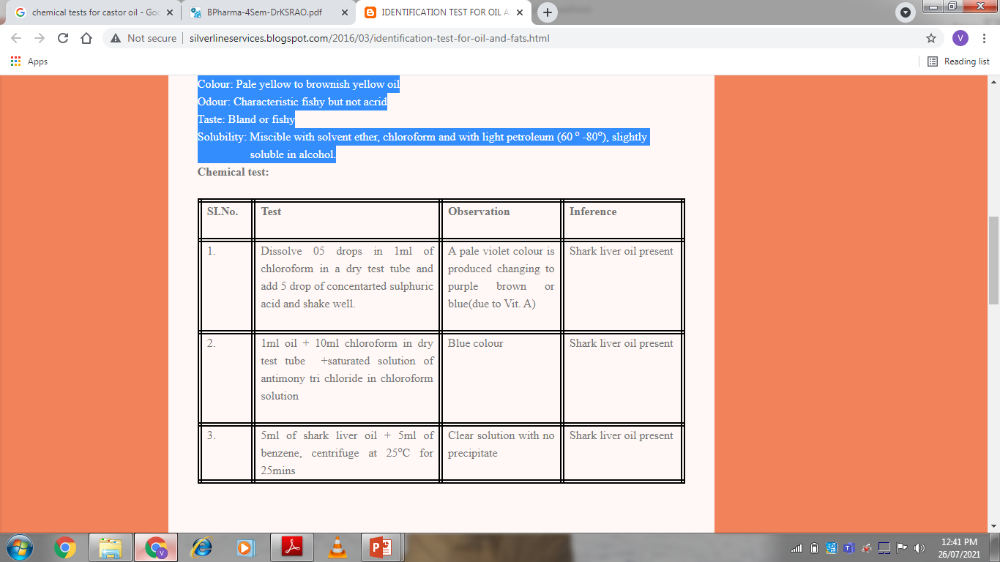 chemical tests for castor oil - Goo
BPharma-4Sem-DrKSRAO.pdf
IDENTIFICATION TEST FOR OIL A
Not secure
silverlineservices.blogspot.com/2016/03/identification-test-for-oil-and-fats.html
V
Apps
Reading list
Colour: Pale yellow to brownish yellow oil
Odour: Characteristic fishy but not acrid
Taste: Bland or fishy
Solubility: Miscible with solvent ether, chloroform and with light petroleum (60 º -80º), slightly
soluble in alcohol.
Chemical test:
SI.No.
Test
Observation
Inference
1.
Dissolve 05 drops in 1ml of
chloroform in a dry test tube and
add 5 drop of concentarted sulphuric
acid and shake well.
A pale violet colour is
produced changing to
purple brown or
blue(due to Vit. A)
Shark liver oil present
2.
1ml oil + 10ml chloroform in dry
test tube +saturated solution of
antimony tri chloride in chloroform
solution
Blue colour
Shark liver oil present
3.
5ml of shark liver oil + 5ml of
benzene, centrifuge at 25ºC for
25mins
Clear solution with no
precipitate
Shark liver oil present
12:41 PM
26/07/2021